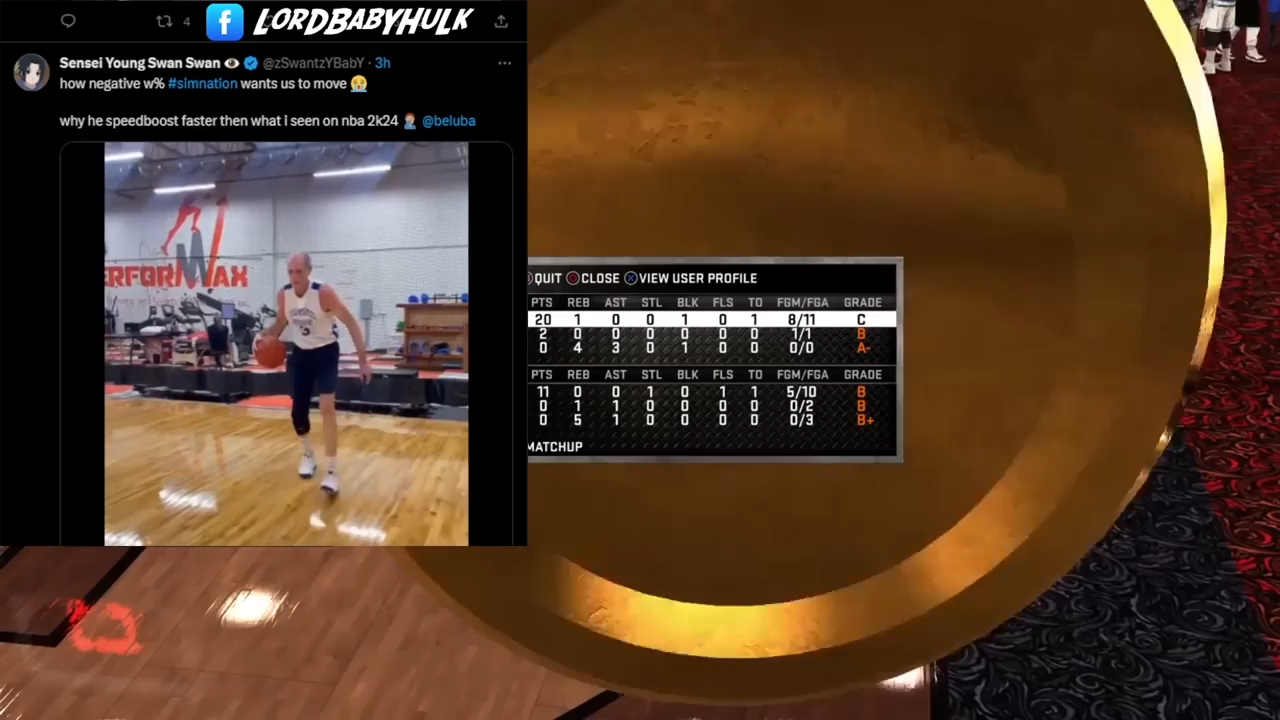 4
LORDBABYHULK
Sensei Young Swan Swan @zSwantzYBabY · 3h
how negative w% #simnation wants us to move 😭
why he speedboost faster then what I seen on nba 2k24 🤦🏽‍♂️ @beluba
ERFORMAX
QUIT CLOSE VIEW USER PROFILE
PTS REB AST STL BLK FLS TO FGM/FGA GRADE
20 1 0 0 1 0 1 8/11 C
2 0 0 0 0 0 0 1/1 B
0 4 3 0 1 0 0 0/0 A-
PTS REB AST STL BLK FLS TO FGM/FGA GRADE
11 0 0 1 0 1 1 5/10 B
0 1 1 0 0 0 0 0/2 B
0 5 1 0 0 0 0 0/3 B+
MATCHUP